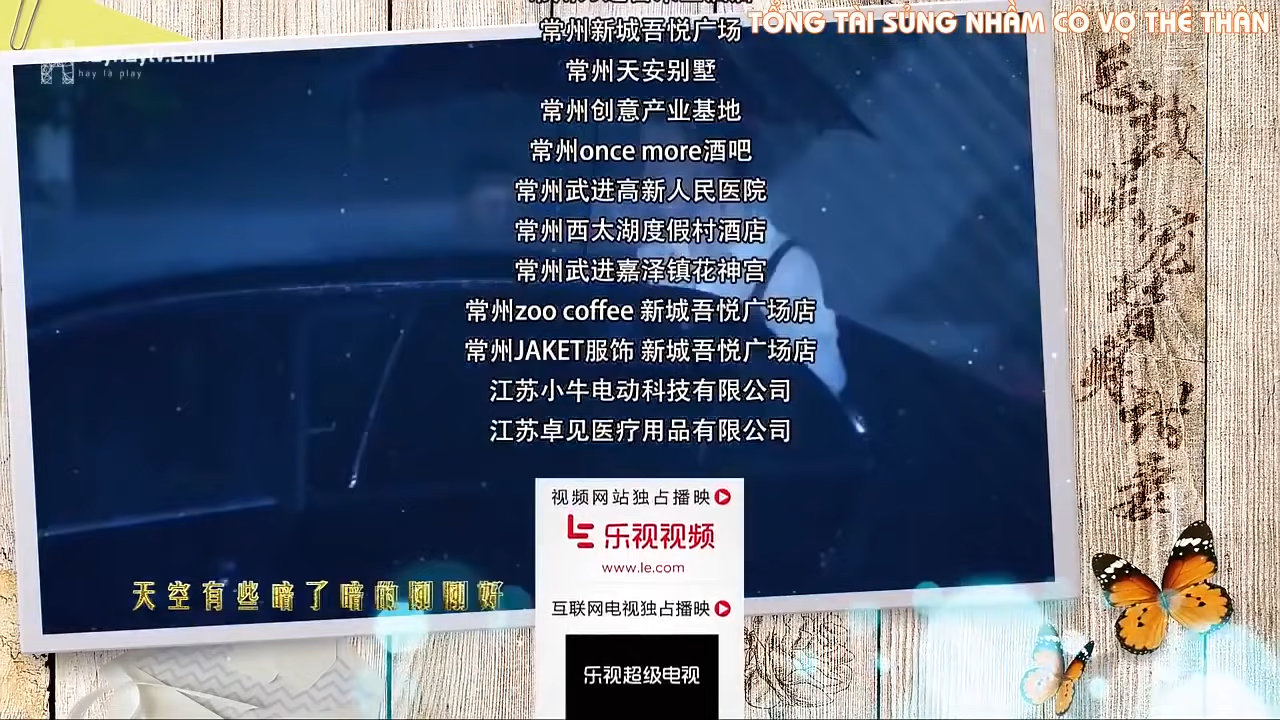 TỔNG TÀI SỦNG NHẦM CÔ VỢ THẾ THÂN
hay là play
常州新城吾悦广场
常州天安别墅
常州创意产业基地
常州once more酒吧
常州武进高新人民医院
常州西太湖度假村酒店
常州武进嘉泽镇花神宫
常州zoo coffee 新城吾悦广场店
常州JAKET服饰 新城吾悦广场店
江苏小牛电动科技有限公司
江苏卓见医疗用品有限公司
视频网站独占播映
乐视视频
www.le.com
互联网电视独占播映
乐视超级电视
天空有些暗了暗的刚刚好